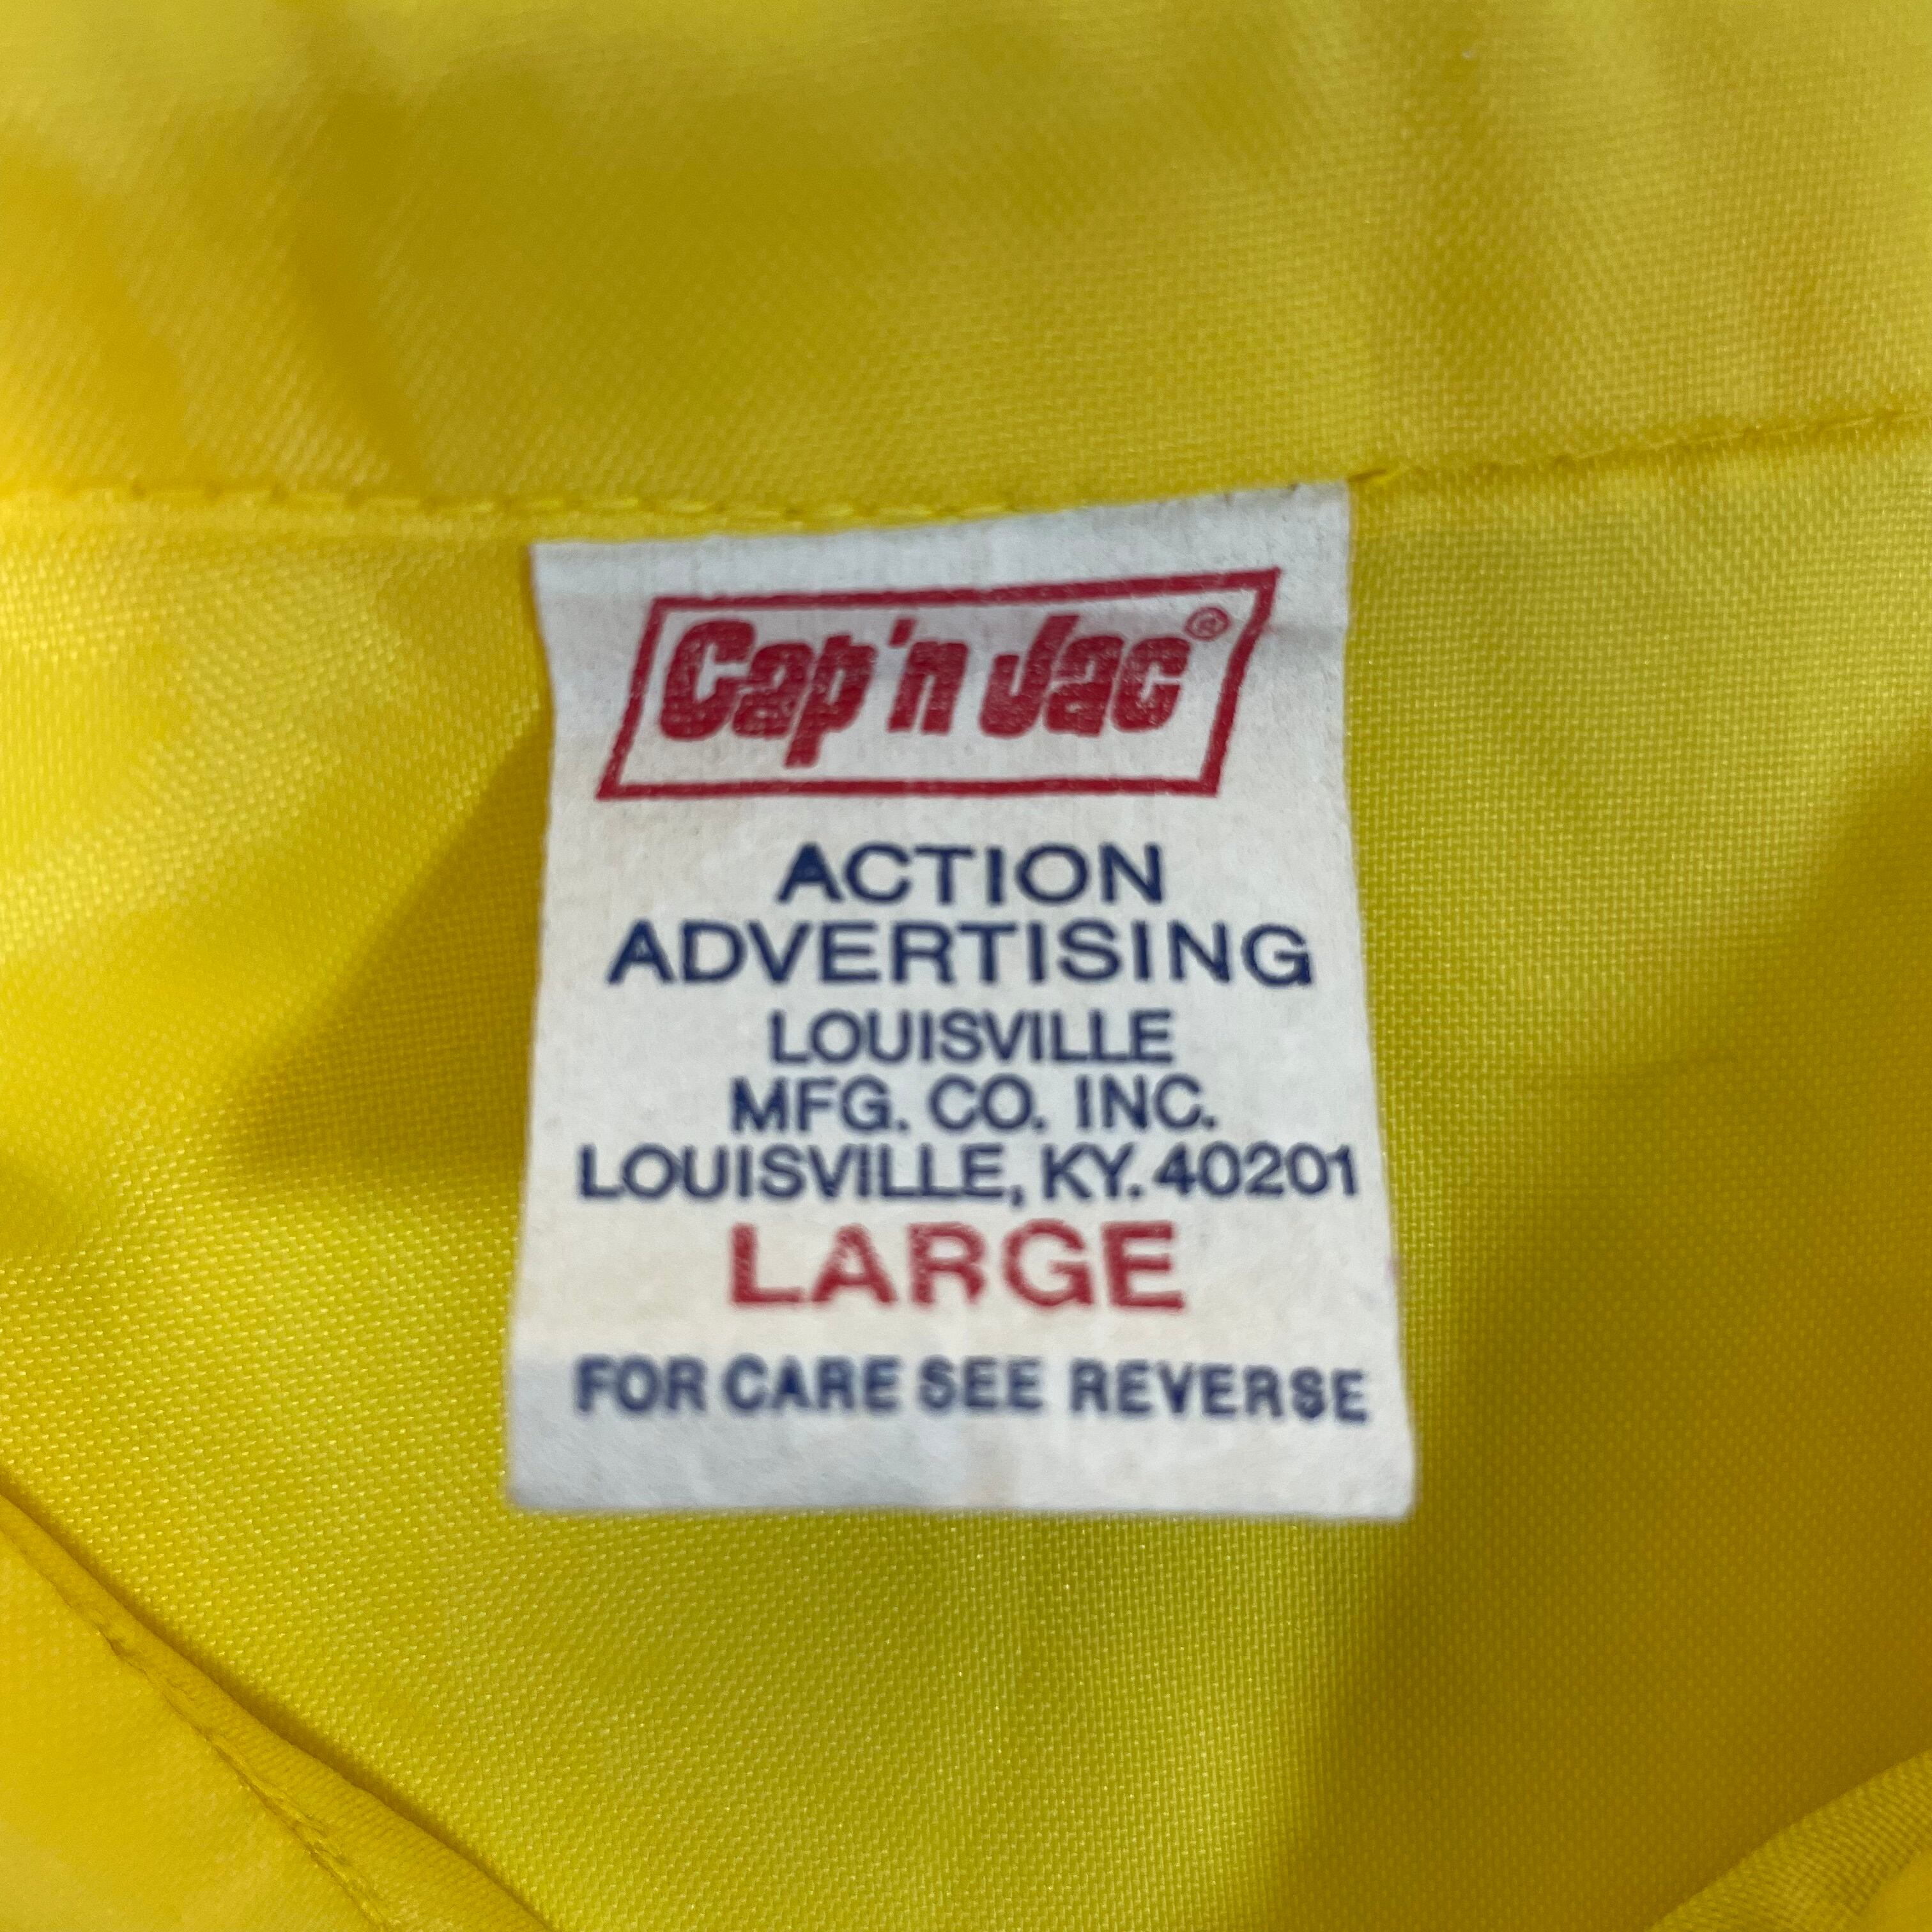 Cap'n Jac®
ACTION
ADVERTISING
LOUISVILLE
MFG. CO. INC.
LOUISVILLE, KY. 40201
LARGE
FOR CARE SEE REVERSE